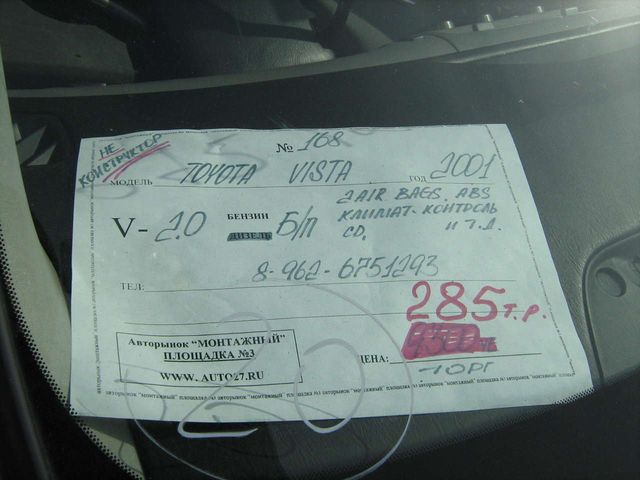 НЕ КОНСТРУКТОР
№ 168
МОДЕЛЬ TOYOTA VISTA ГОД 2001
V- 2.0 БЕНЗИН ДИЗЕЛЬ Б/П
2 AIR BAGS. ABS
КЛИМАТ-КОНТРОЛЬ
CD, И Т.Д.
ТЕЛ: 8-962-6751293
285 Т.Р.
Авторынок "МОНТАЖНЫЙ"
ПЛОЩАДКА №3
WWW. AUTO27.RU
ЦЕНА:
ТОРГ